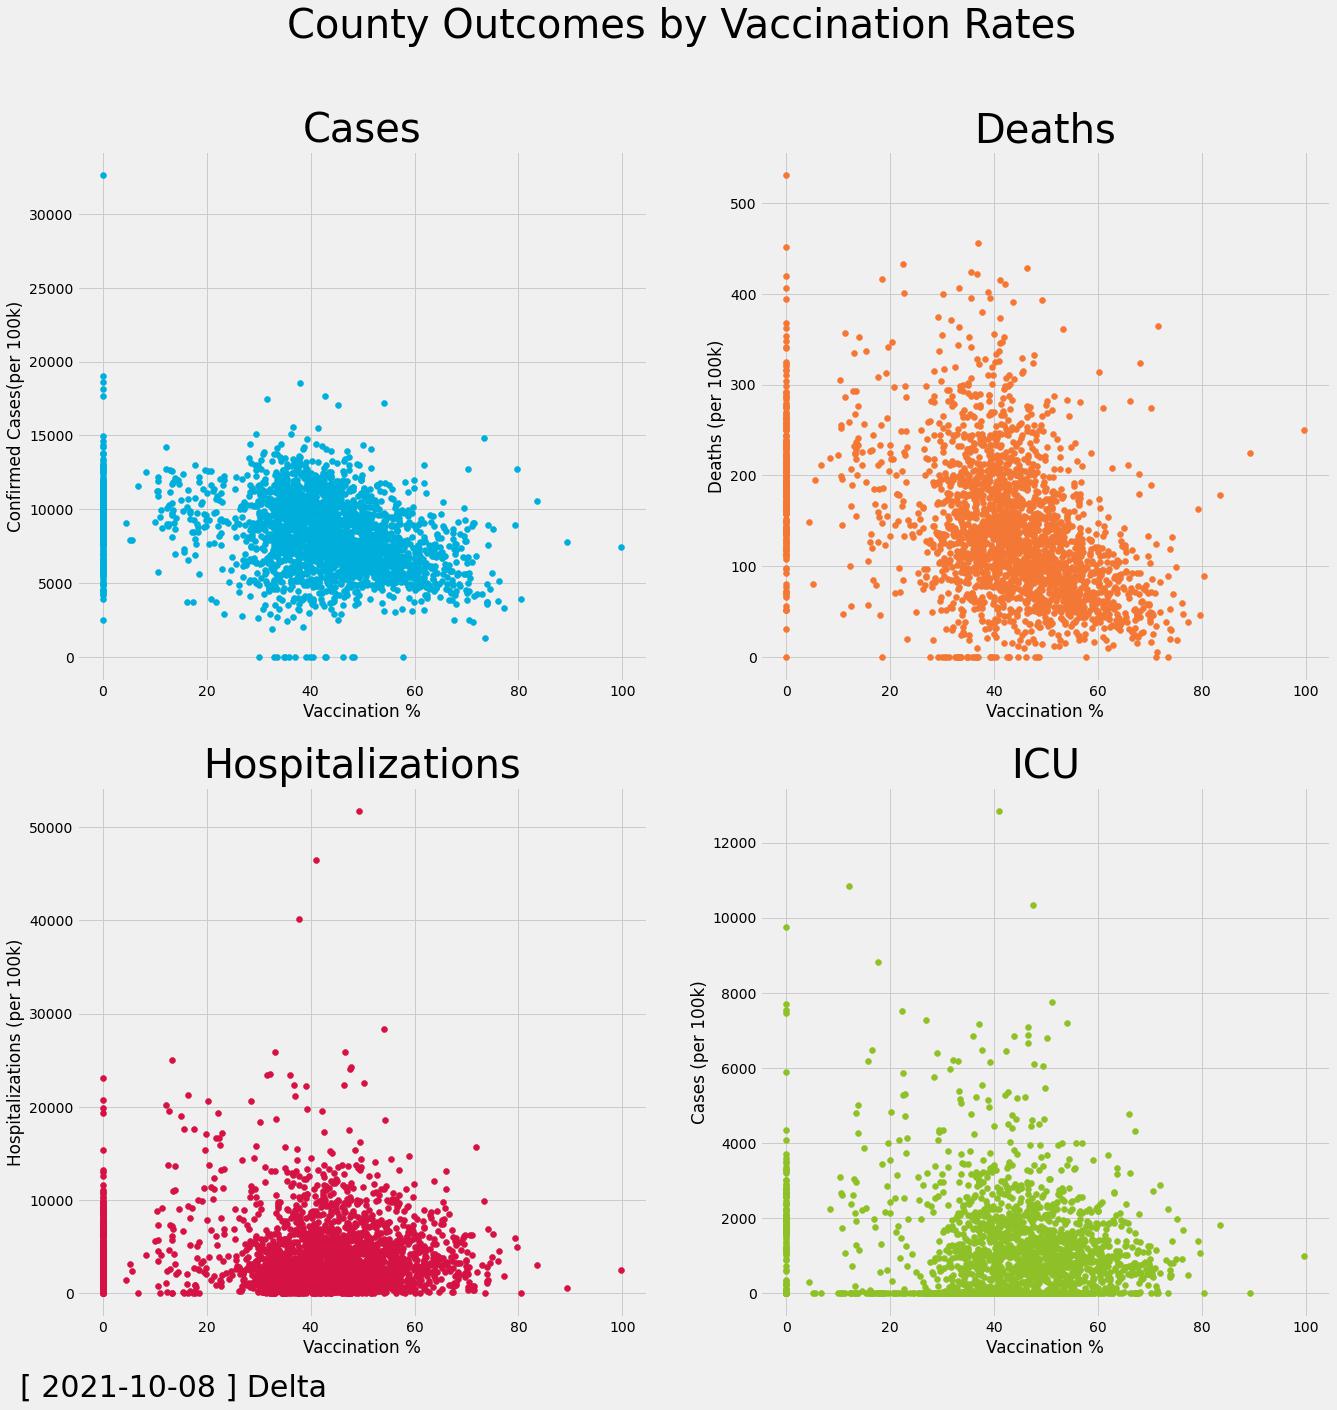 County Outcomes by Vaccination Rates
Cases
Confirmed Cases(per 100k)
30000
25000
20000
15000
10000
5000
0
0 20 40 60 80 100
Vaccination %
Deaths
Deaths (per 100k)
500
400
300
200
100
0
0 20 40 60 80 100
Vaccination %
Hospitalizations
Hospitalizations (per 100k)
50000
40000
30000
20000
10000
0
0 20 40 60 80 100
Vaccination %
ICU
Cases (per 100k)
12000
10000
8000
6000
4000
2000
0
0 20 40 60 80 100
Vaccination %
[ 2021-10-08 ] Delta